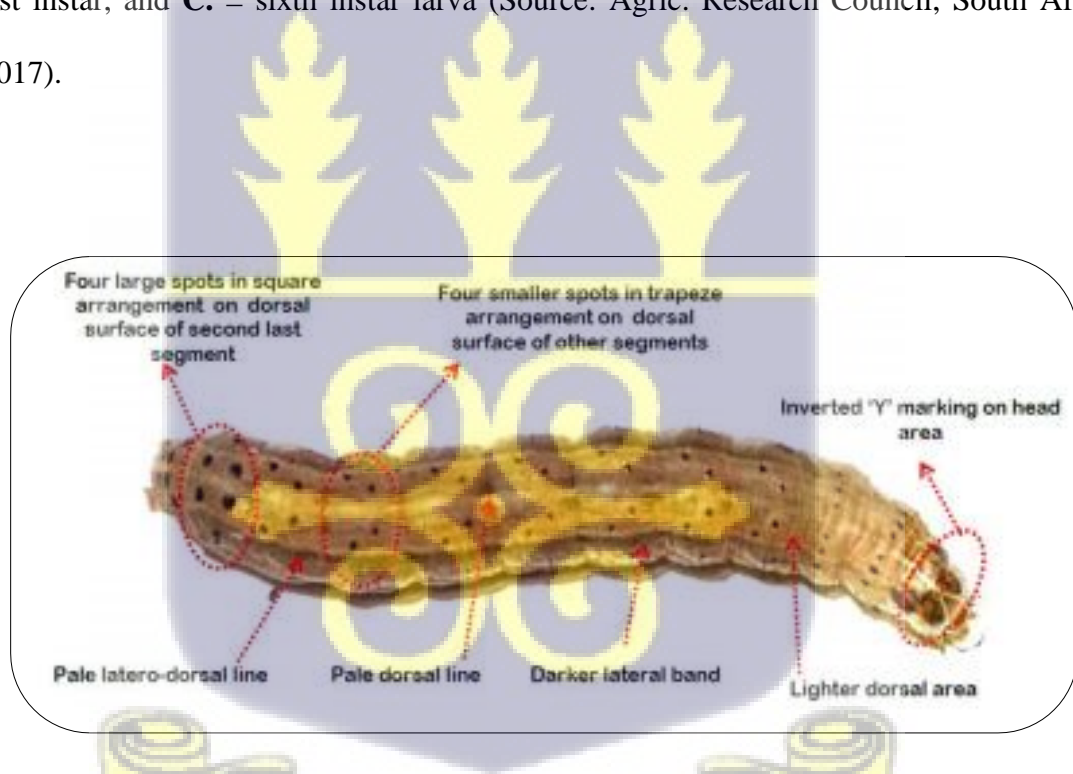 st instar, and C. = sixth instar larva (Source: Agric. Research Council, South Af
017).
Four large spots in square
arrangement on dorsal
surface of second last
segment
Four smaller spots in trapeze
arrangement on dorsal
surface of other segments
Inverted 'Y' marking on head
area
Pale latero-dorsal line
Pale dorsal line
Darker lateral band
Lighter dorsal area